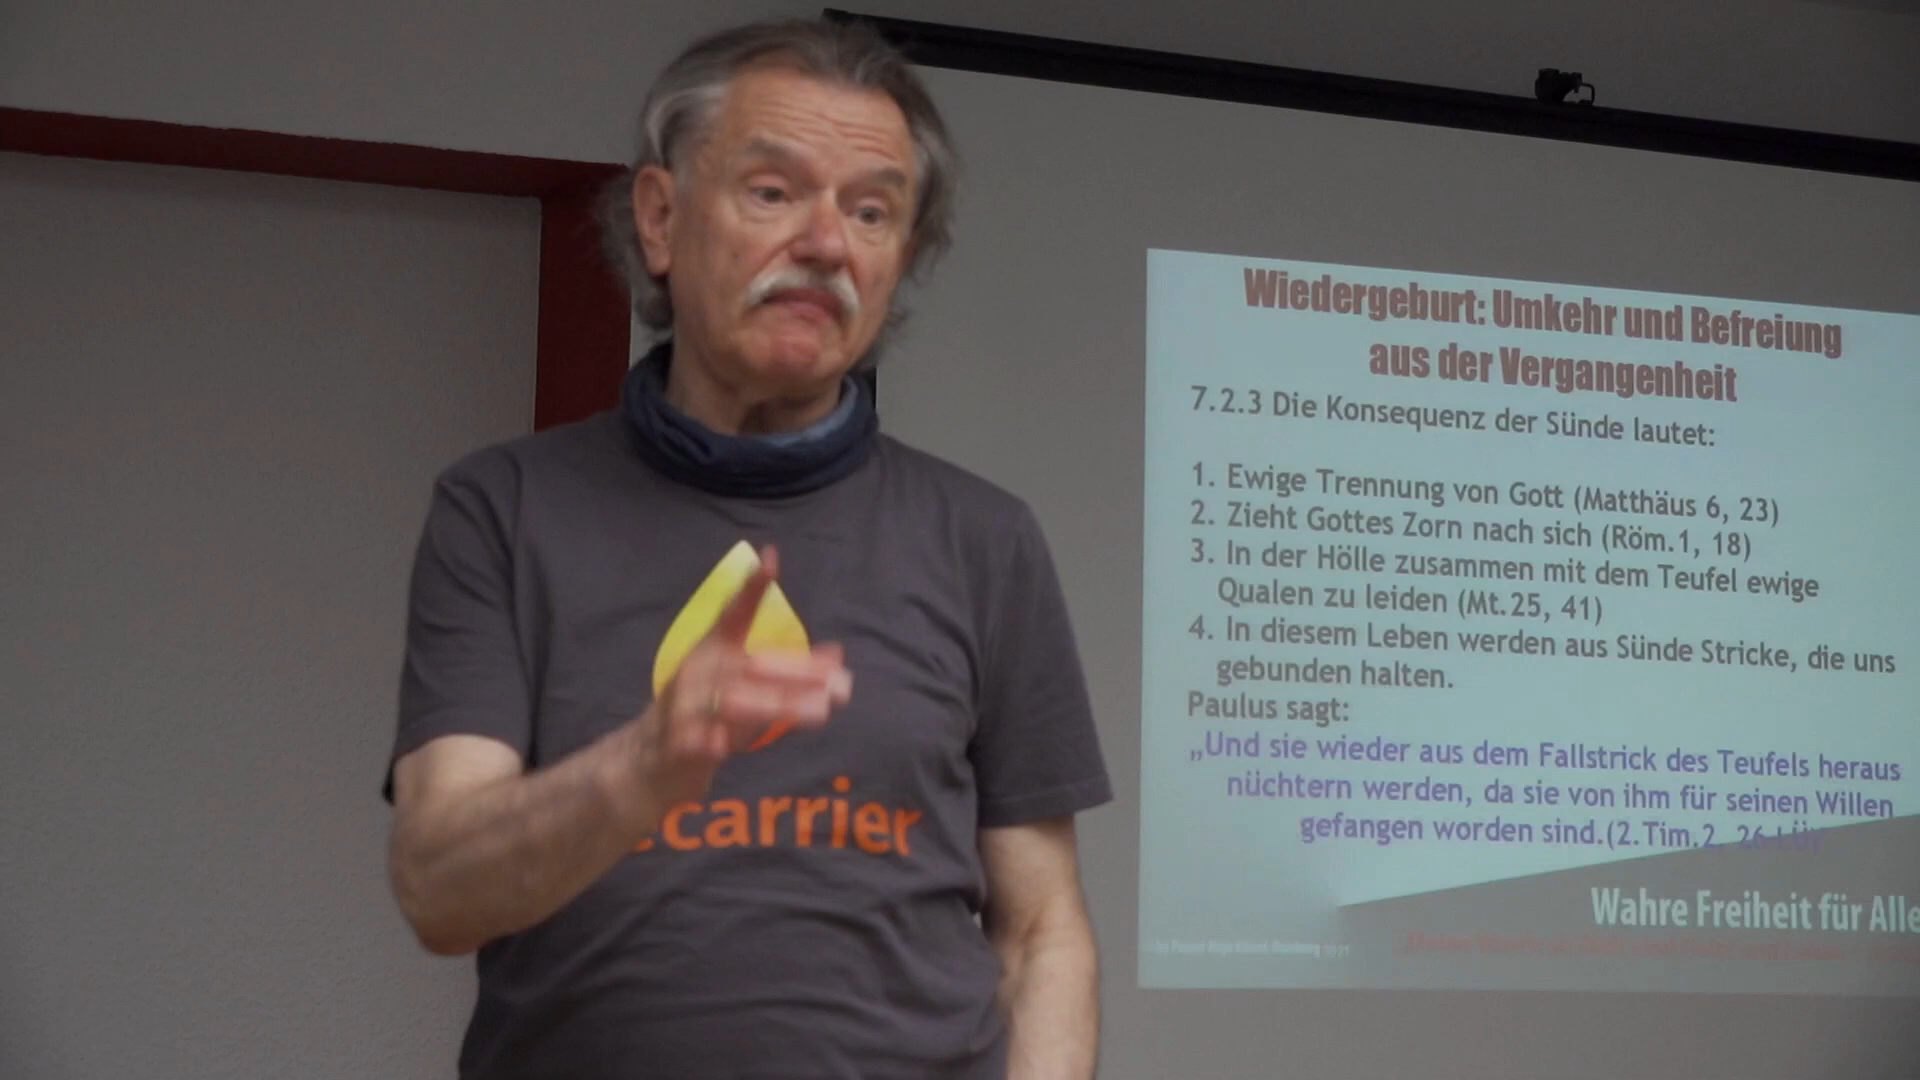 Wiedergeburt: Umkehr und Befreiung
aus der Vergangenheit
7.2.3 Die Konsequenz der Sünde lautet:
1. Ewige Trennung von Gott (Matthäus 6, 23)
2. Zieht Gottes Zorn nach sich (Röm.1, 18)
3. In der Hölle zusammen mit dem Teufel ewige
Qualen zu leiden (Mt.25, 41)
4. In diesem Leben werden aus Sünde Stricke, die uns
gebunden halten.
Paulus sagt:
„Und sie wieder aus dem Fallstrick des Teufels heraus
nüchtern werden, da sie von ihm für seinen Willen
gefangen worden sind.(2.Tim.2, 26
Wahre Freiheit für Alle
carrier